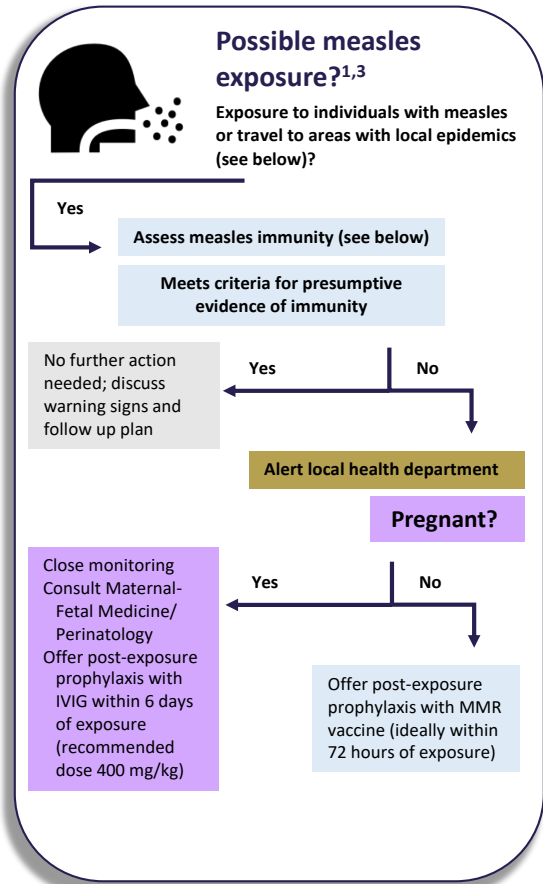 Possible measles
exposure?1,3
Exposure to individuals with measles
or travel to areas with local epidemics
(see below)?
Yes
Assess measles immunity (see below)
Meets criteria for presumptive
evidence of immunity
No further action
needed; discuss
warning signs and
follow up plan
Yes
No
Alert local health department
Pregnant?
Close monitoring
Consult Maternal-
Fetal Medicine/
Perinatology
Offer post-exposure
prophylaxis with
IVIG within 6 days
of exposure
(recommended
dose 400 mg/kg)
Yes
No
Offer post-exposure
prophylaxis with MMR
vaccine (ideally within
72 hours of exposure)